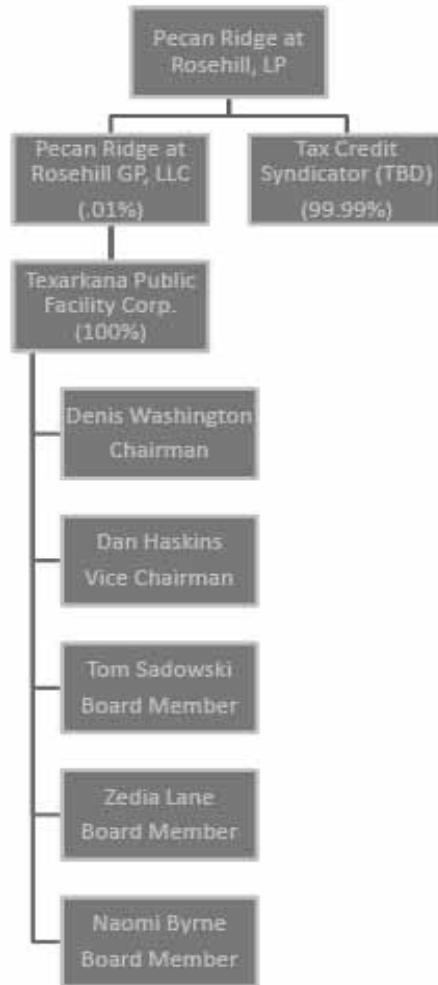 Pecan Ridge at
Rosehill, LP
Pecan Ridge at
Rosehill GP, LLC
(.01%)
Tax Credit
Syndicator (TBD)
(99.99%)
Texarkana Public
Facility Corp.
(100%)
Denis Washington
Chairman
Dan Haskins
Vice Chairman
Tom Sadowski
Board Member
Zedia Lane
Board Member
Naomi Byrne
Board Member